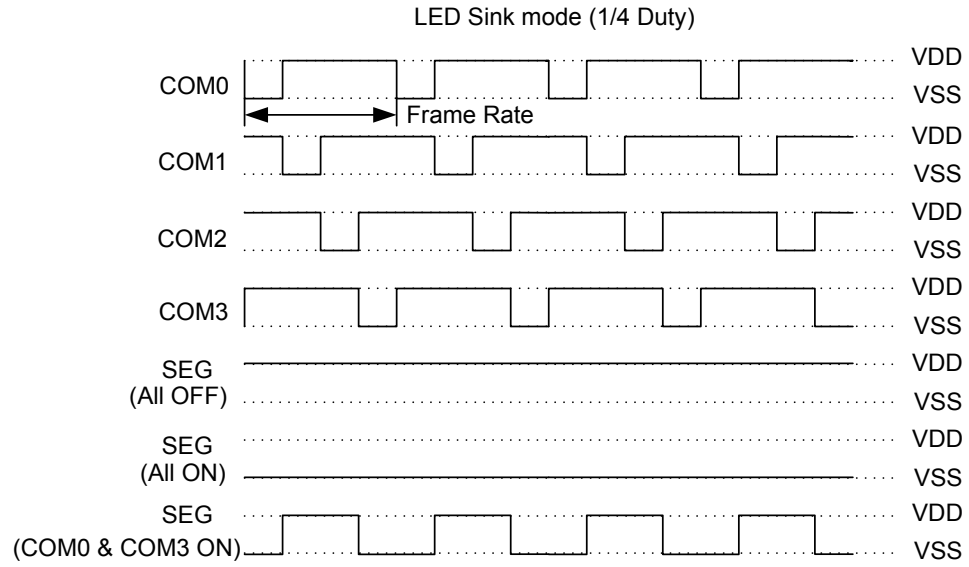 LED Sink mode (1/4 Duty)
COM0
VDD
VSS
Frame Rate
COM1
VDD
VSS
COM2
VDD
VSS
COM3
VDD
VSS
SEG
(All OFF)
VDD
VSS
SEG
(All ON)
VDD
VSS
SEG
(COM0 & COM3 ON)
VDD
VSS